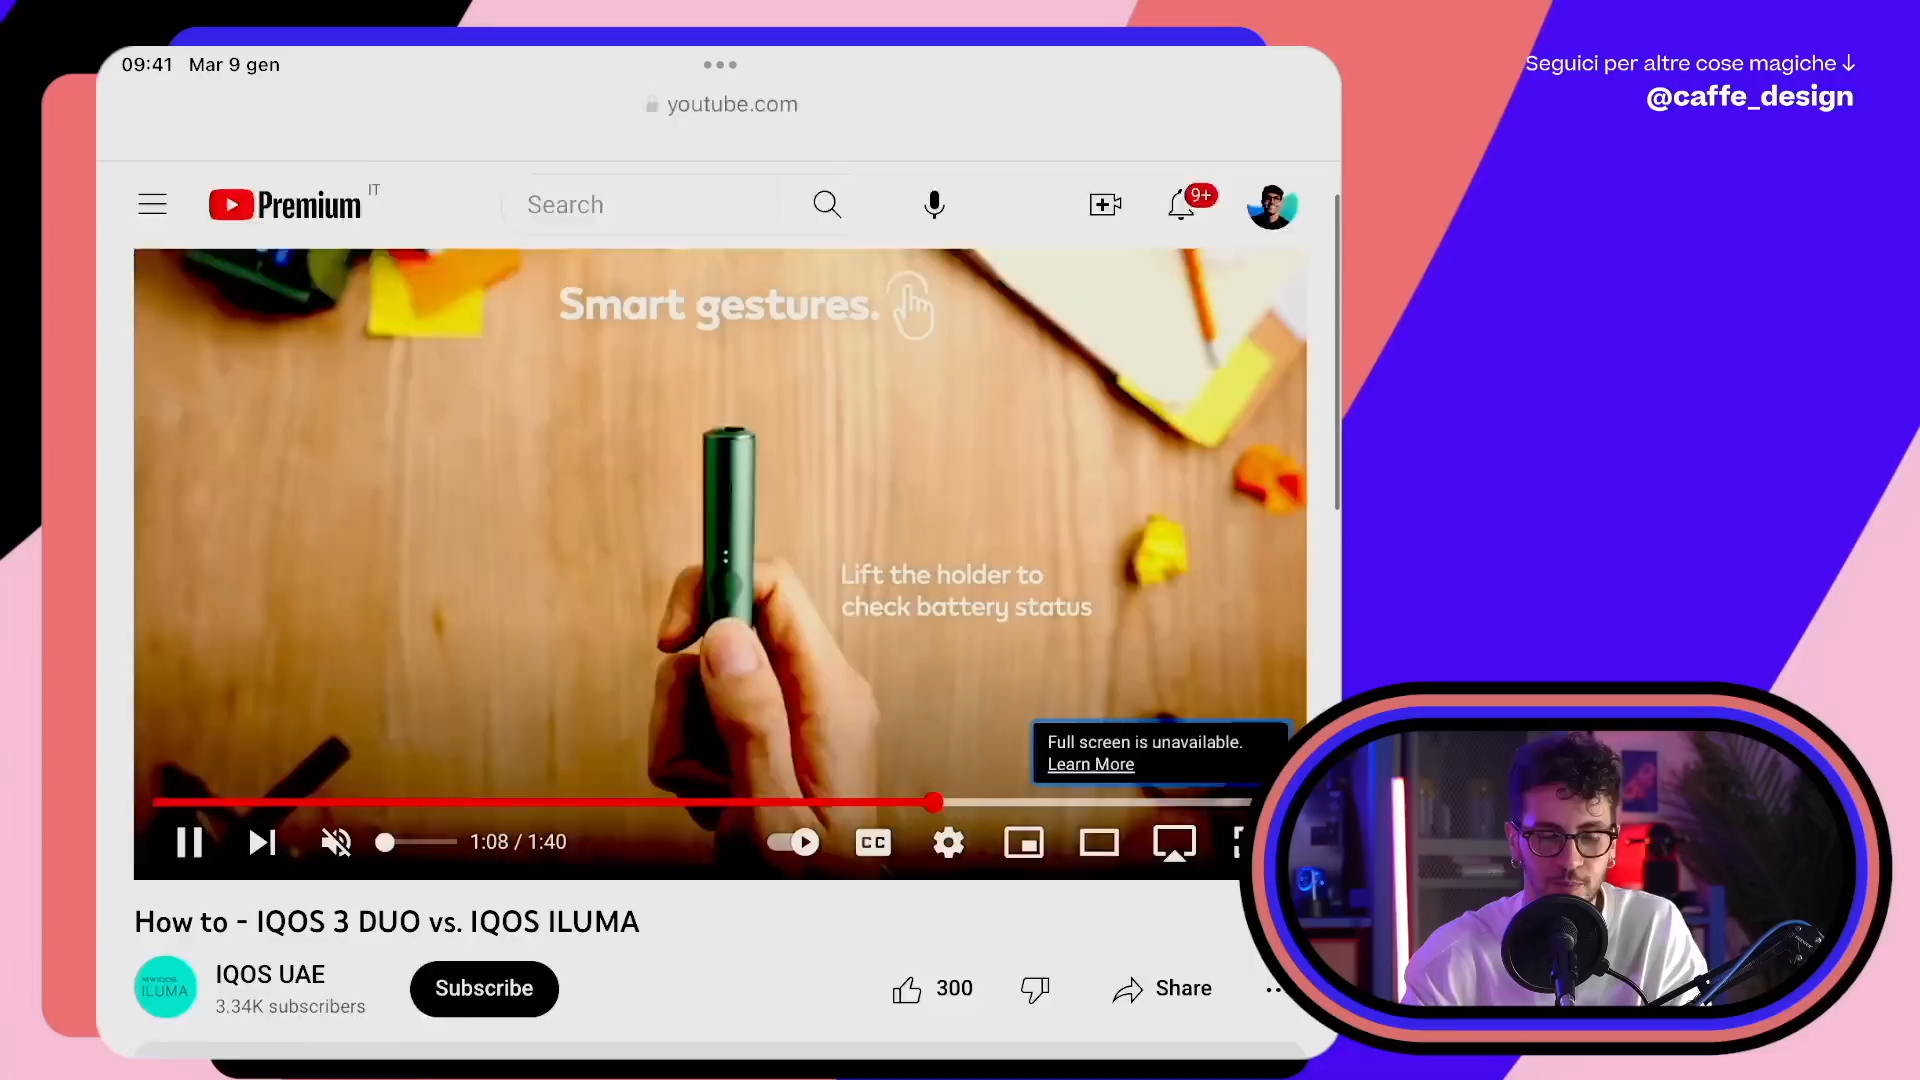 09:41 Mar 9 gen
youtube.com
Seguici per altre cose magiche ↓
@caffe_design
Premium IT
Search
9+
Smart gestures.
Lift the holder to
check battery status
Full screen is unavailable.
Learn More
1:08 / 1:40
CC
How to - IQOS 3 DUO vs. IQOS ILUMA
IQOS UAE
3.34K subscribers
ILUMA
Subscribe
300
Share